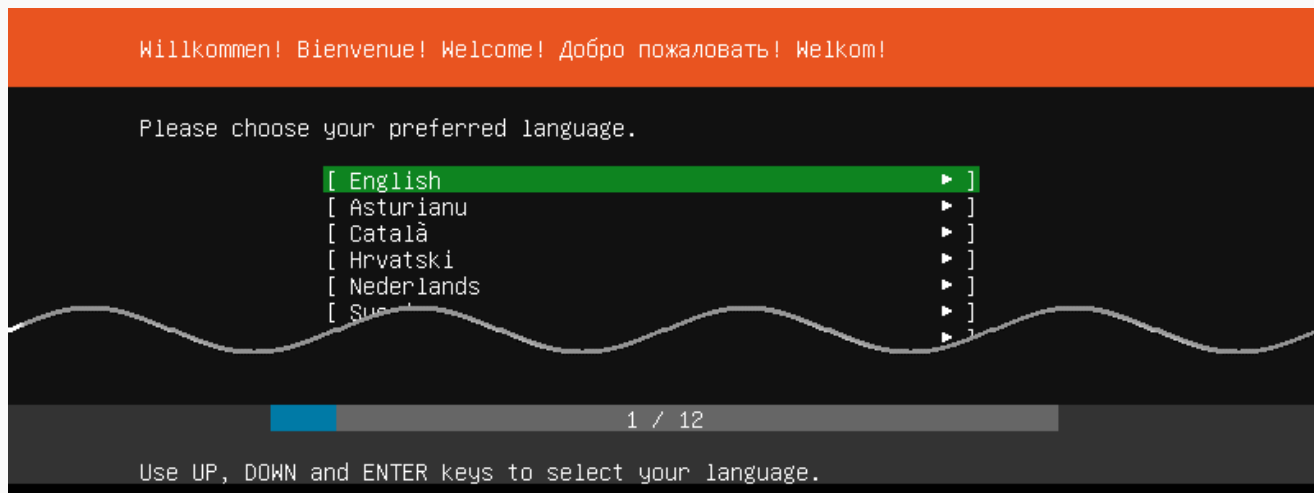 Willkommen! Bienvenue! Welcome! Добро пожаловать! Welkom!
Please choose your preferred language.
[ English ► ]
[ Asturianu ► ]
[ Català ► ]
[ Hrvatski ► ]
[ Nederlands ► ]
[ ► ]
► ]
1 / 12
Use UP, DOWN and ENTER keys to select your language.